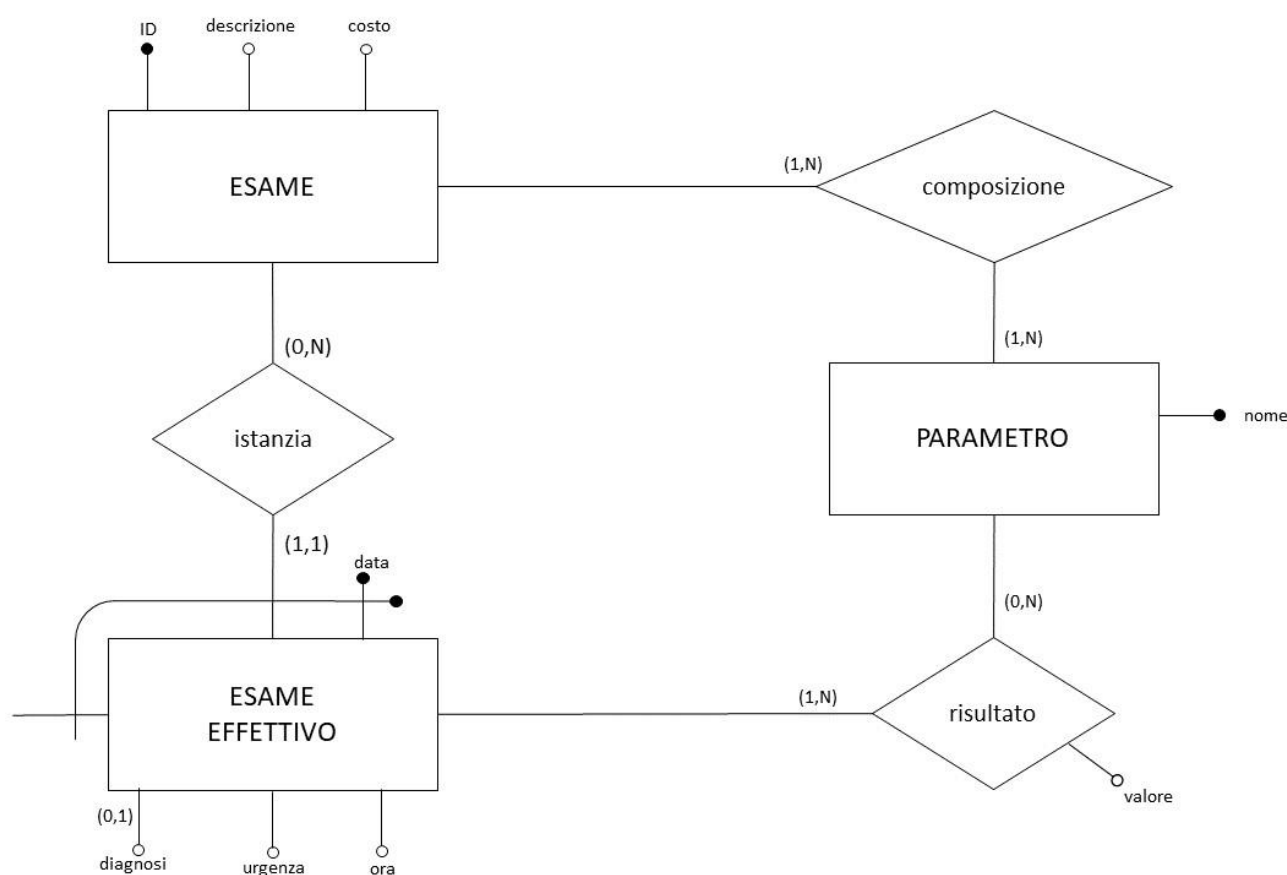 ID
descrizione
costo
ESAME
(1,N)
composizione
(0,N)
(1,N)
istanzia
PARAMETRO
nome
(1,1)
data
(0,N)
ESAME
EFFETTIVO
(1,N)
risultato
valore
(0,1)
diagnosi
urgenza
ora